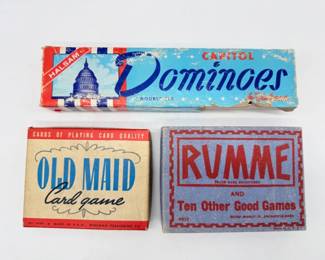 HALSAM
CAPITOL
Dominoes
CARDS OF PLAYING CARD QUALITY
OLD MAID
Card game
RUMME
AND
Ten Other Good Games